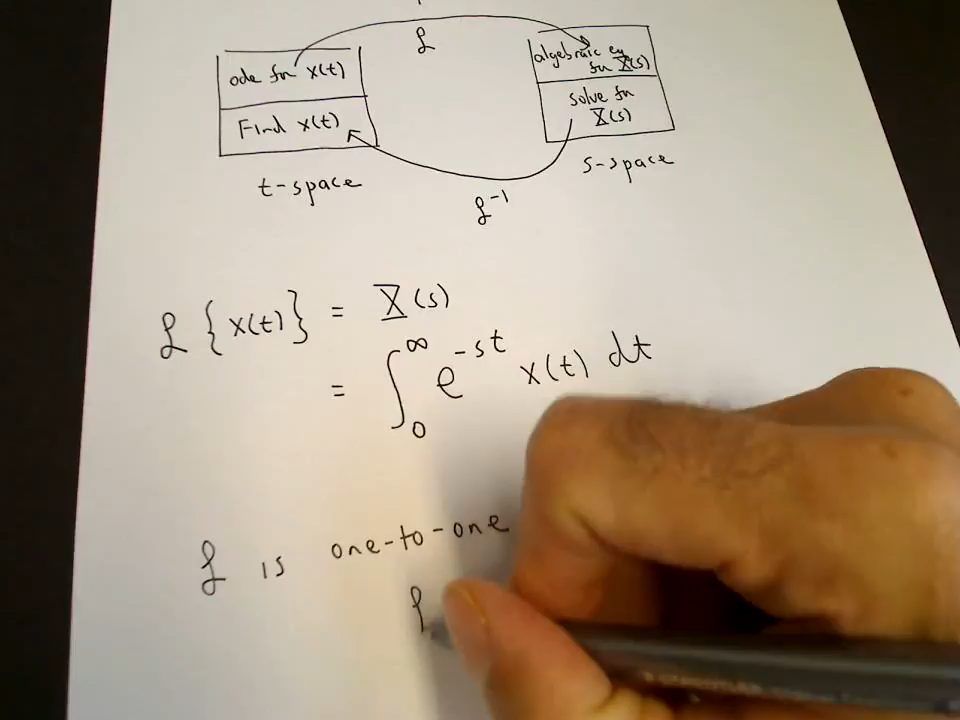 ℒ
ode for x(t)
Find x(t)
t-space
algebraic eq
for X(s)
solve for
X(s)
s-space
ℒ⁻¹
ℒ {x(t)} = X(s)
= ∫₀^∞ e^{-st} x(t) dt
ℒ is one-to-one